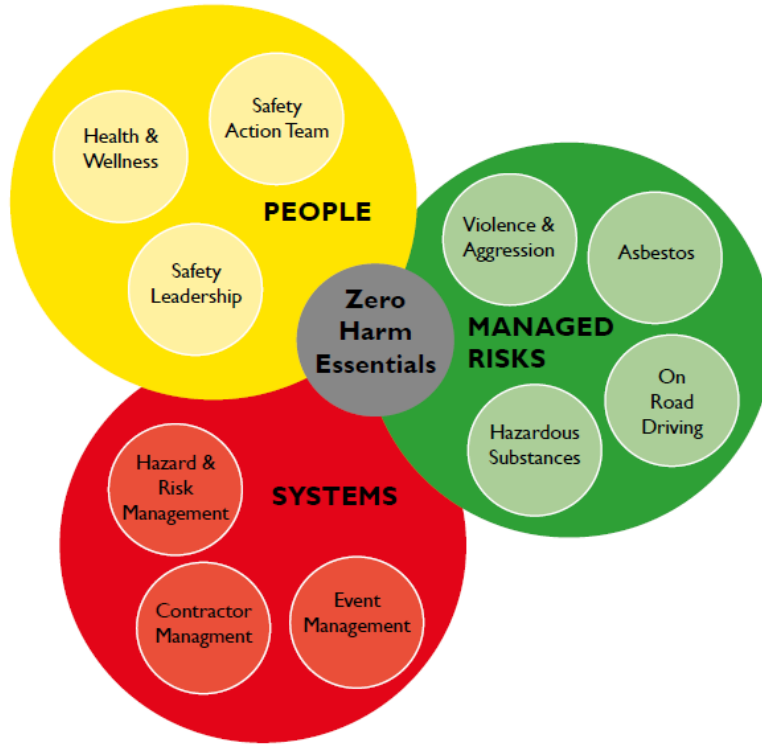 Safety
Action Team
Health &
Wellness
PEOPLE
Safety
Leadership
Zero
Harm
Essentials
Violence &
Aggression
Asbestos
MANAGED
RISKS
On
Road
Driving
Hazardous
Substances
Hazard &
Risk
Management
SYSTEMS
Contractor
Managment
Event
Management